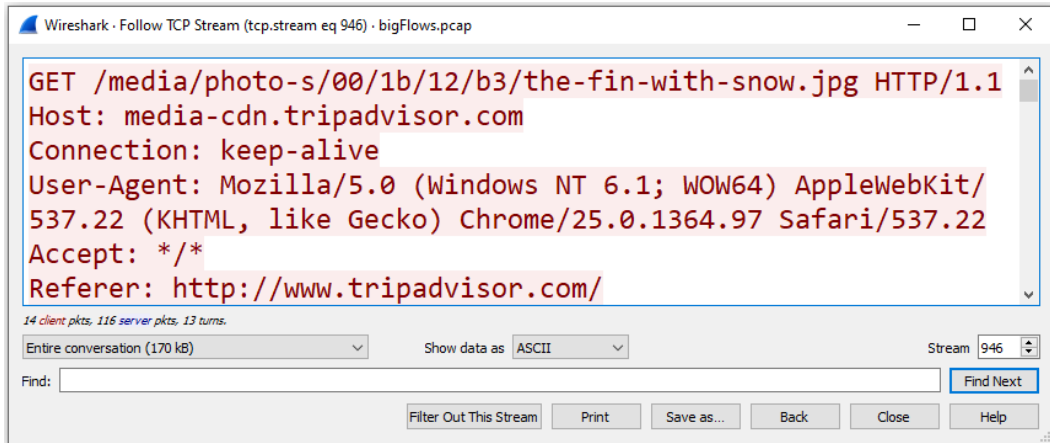 Wireshark · Follow TCP Stream (tcp.stream eq 946) · bigFlows.pcap
GET /media/photo-s/00/1b/12/b3/the-fin-with-snow.jpg HTTP/1.1
Host: media-cdn.tripadvisor.com
Connection: keep-alive
User-Agent: Mozilla/5.0 (Windows NT 6.1; WOW64) AppleWebKit/
537.22 (KHTML, like Gecko) Chrome/25.0.1364.97 Safari/537.22
Accept: */*
Referer: http://www.tripadvisor.com/
14 client pkts, 116 server pkts, 13 turns.
Entire conversation (170 kB) Show data as ASCII Stream 946
Find: Find Next
Filter Out This Stream Print Save as... Back Close Help